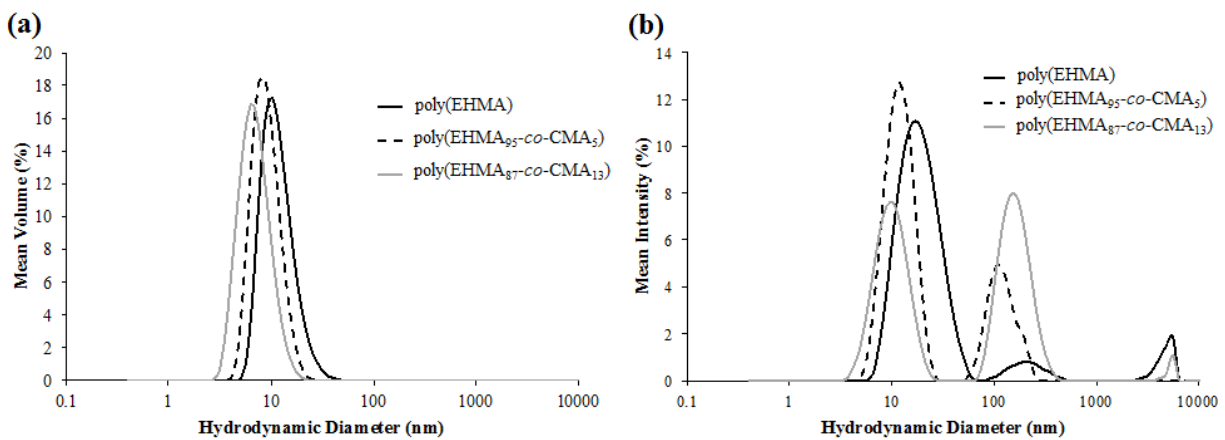 (a)
20
18
16
14
12
10
8
6
4
2
0
Mean Volume (%)
0.1 1 10 100 1000 10000
Hydrodynamic Diameter (nm)
poly(EHMA)
poly(EHMA₉₅-co-CMA₅)
poly(EHMA₈₇-co-CMA₁₃)
(b)
14
12
10
8
6
4
2
0
Mean Intensity (%)
0.1 1 10 100 1000 10000
Hydrodynamic Diameter (nm)
poly(EHMA)
poly(EHMA₉₅-co-CMA₅)
poly(EHMA₈₇-co-CMA₁₃)